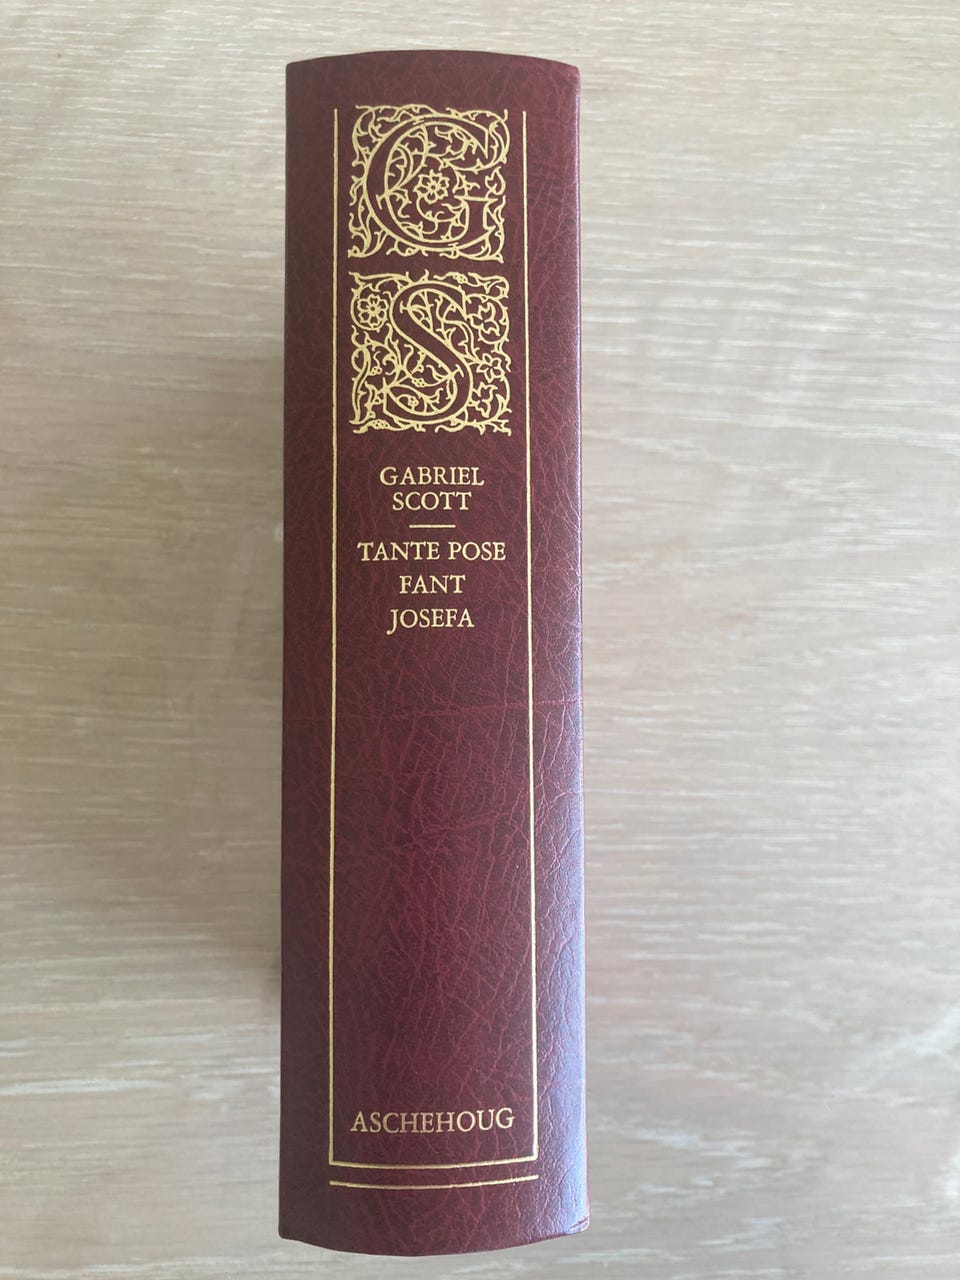 G
S
GABRIEL
SCOTT
TANTE POSE
FANT
JOSEFA
ASCHEHOUG